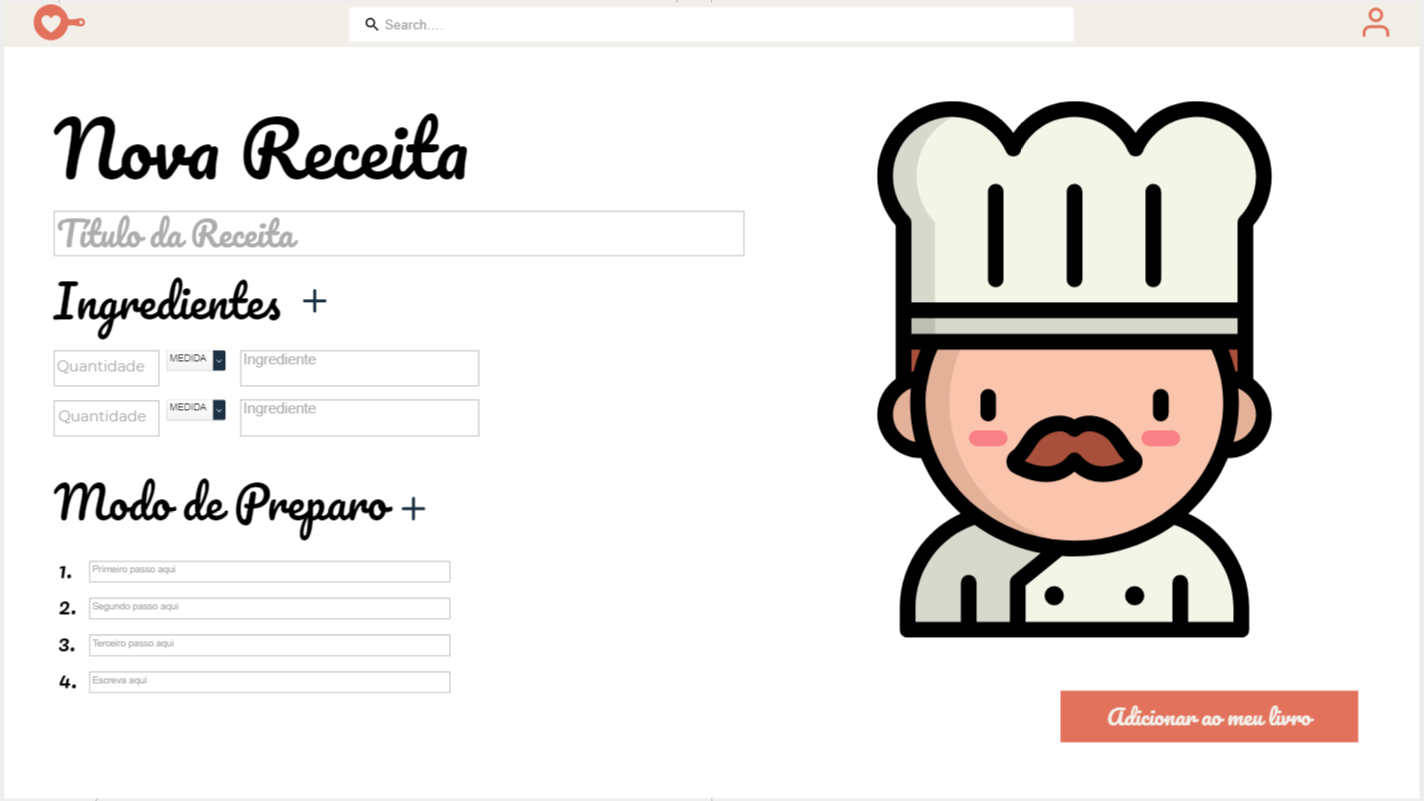 Search....
Nova Receita
Título da Receita
Ingredientes +
Quantidade MEDIDA Ingrediente
Quantidade MEDIDA Ingrediente
Modo de Preparo +
1. Primeiro passo aqui
2. Segundo passo aqui
3. Terceiro passo aqui
4. Escreva aqui
Adicionar ao meu livro